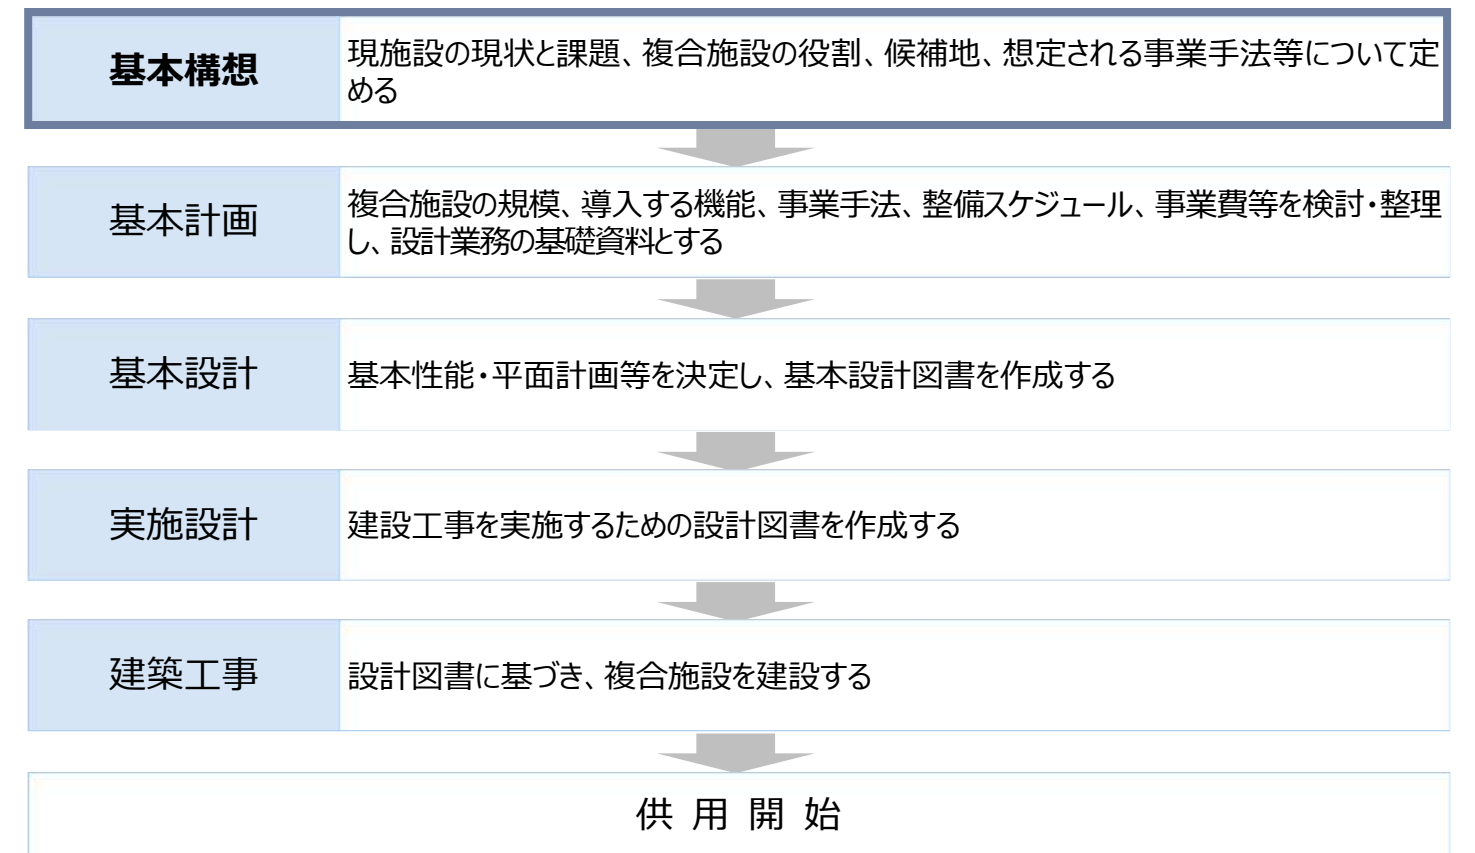 基本構想
現施設の現状と課題、複合施設の役割、候補地、想定される事業手法等について定
める
基本計画
複合施設の規模、導入する機能、事業手法、整備スケジュール、事業費等を検討・整理
し、設計業務の基礎資料とする
基本設計
基本性能・平面計画等を決定し、基本設計図書を作成する
実施設計
建設工事を実施するための設計図書を作成する
建築工事
設計図書に基づき、複合施設を建設する
供 用 開 始